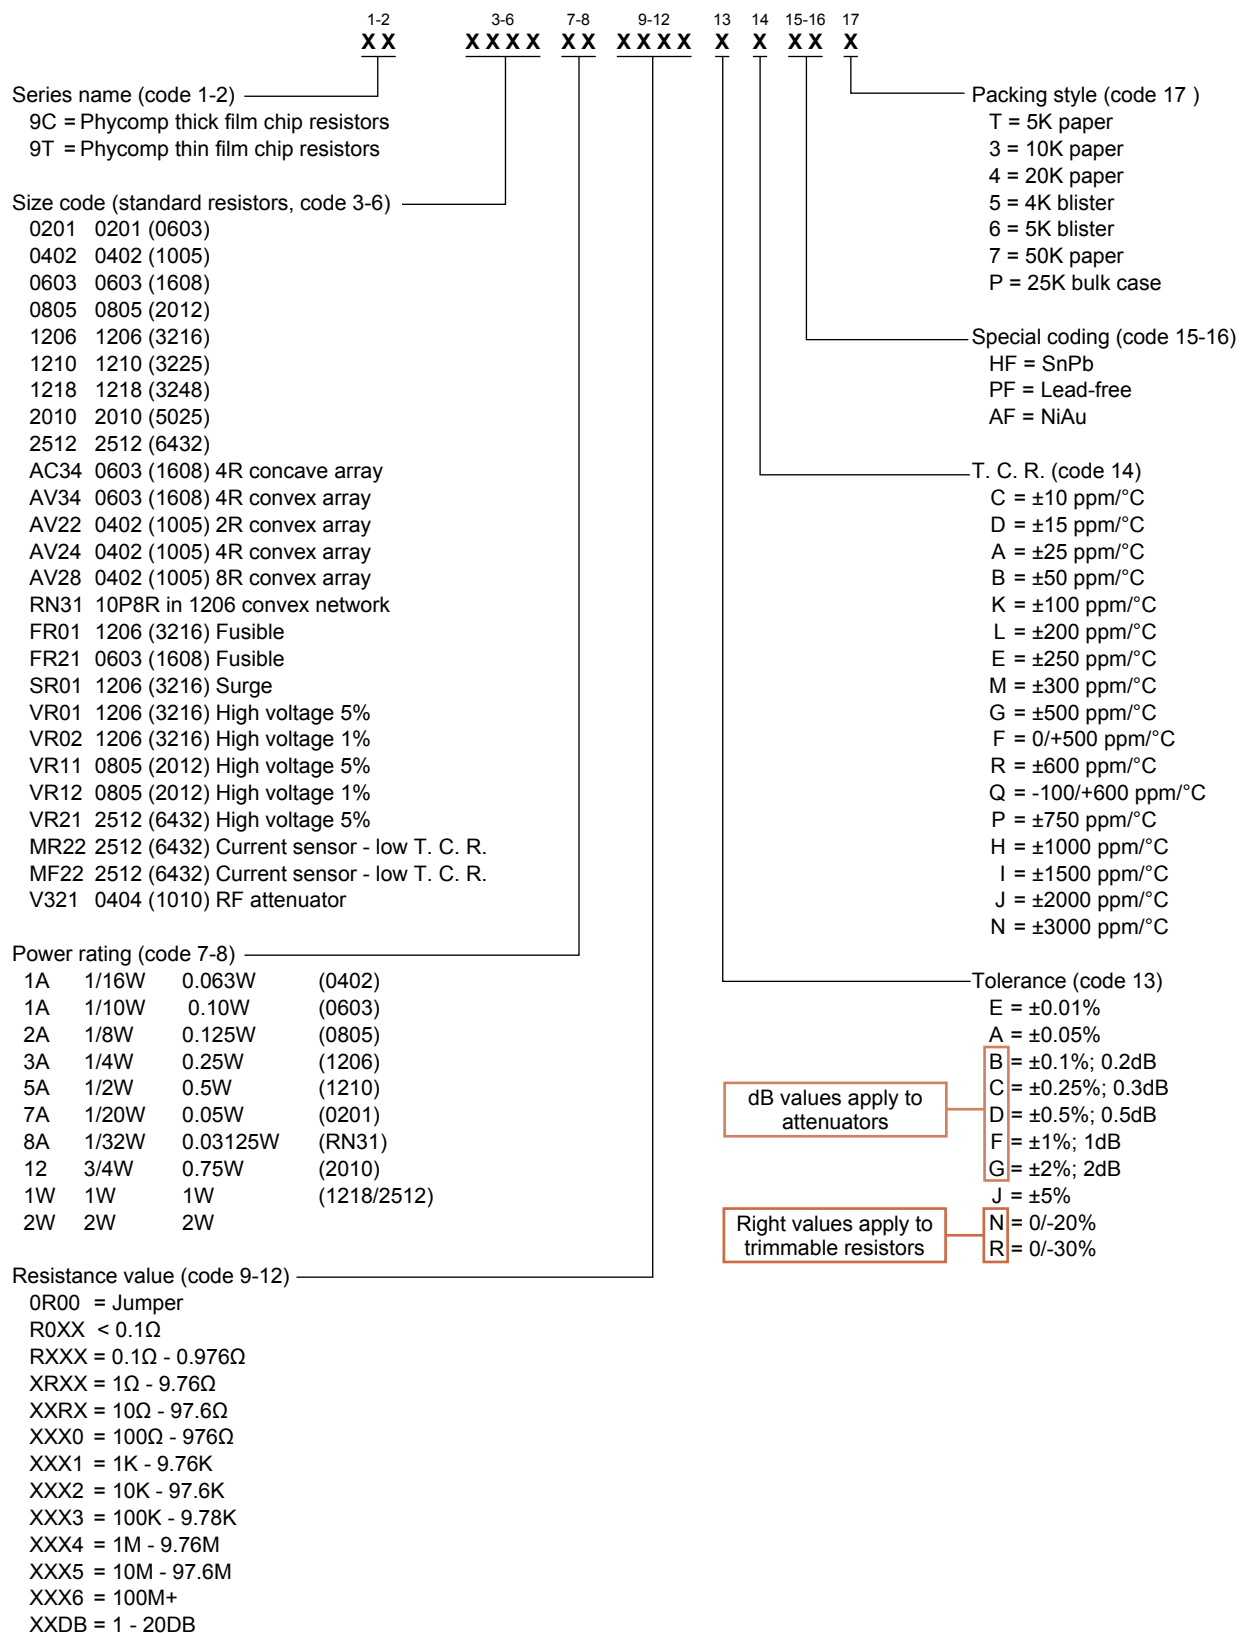 1-2 3-6 7-8 9-12 13 14 15-16 17
X X X X X X X X X X X X X X X X X
Series name (code 1-2)
9C = Phycomp thick film chip resistors
9T = Phycomp thin film chip resistors
Size code (standard resistors, code 3-6)
0201 0201 (0603)
0402 0402 (1005)
0603 0603 (1608)
0805 0805 (2012)
1206 1206 (3216)
1210 1210 (3225)
1218 1218 (3248)
2010 2010 (5025)
2512 2512 (6432)
AC34 0603 (1608) 4R concave array
AV34 0603 (1608) 4R convex array
AV22 0402 (1005) 2R convex array
AV24 0402 (1005) 4R convex array
AV28 0402 (1005) 8R convex array
RN31 10P8R in 1206 convex network
FR01 1206 (3216) Fusible
FR21 0603 (1608) Fusible
SR01 1206 (3216) Surge
VR01 1206 (3216) High voltage 5%
VR02 1206 (3216) High voltage 1%
VR11 0805 (2012) High voltage 5%
VR12 0805 (2012) High voltage 1%
VR21 2512 (6432) High voltage 5%
MR22 2512 (6432) Current sensor - low T. C. R.
MF22 2512 (6432) Current sensor - low T. C. R.
V321 0404 (1010) RF attenuator
Power rating (code 7-8)
1A 1/16W 0.063W (0402)
1A 1/10W 0.10W (0603)
2A 1/8W 0.125W (0805)
3A 1/4W 0.25W (1206)
5A 1/2W 0.5W (1210)
7A 1/20W 0.05W (0201)
8A 1/32W 0.03125W (RN31)
12 3/4W 0.75W (2010)
1W 1W 1W (1218/2512)
2W 2W 2W
Resistance value (code 9-12)
0R00 = Jumper
R0XX < 0.1Ω
RXXX = 0.1Ω - 0.976Ω
XRXX = 1Ω - 9.76Ω
XXRX = 10Ω - 97.6Ω
XXX0 = 100Ω - 976Ω
XXX1 = 1K - 9.76K
XXX2 = 10K - 97.6K
XXX3 = 100K - 9.78K
XXX4 = 1M - 9.76M
XXX5 = 10M - 97.6M
XXX6 = 100M+
XXDB = 1 - 20DB
Packing style (code 17 )
T = 5K paper
3 = 10K paper
4 = 20K paper
5 = 4K blister
6 = 5K blister
7 = 50K paper
P = 25K bulk case
Special coding (code 15-16)
HF = SnPb
PF = Lead-free
AF = NiAu
T. C. R. (code 14)
C = ±10 ppm/°C
D = ±15 ppm/°C
A = ±25 ppm/°C
B = ±50 ppm/°C
K = ±100 ppm/°C
L = ±200 ppm/°C
E = ±250 ppm/°C
M = ±300 ppm/°C
G = ±500 ppm/°C
F = 0/+500 ppm/°C
R = ±600 ppm/°C
Q = -100/+600 ppm/°C
P = ±750 ppm/°C
H = ±1000 ppm/°C
I = ±1500 ppm/°C
J = ±2000 ppm/°C
N = ±3000 ppm/°C
Tolerance (code 13)
E = ±0.01%
A = ±0.05%
B = ±0.1%; 0.2dB
C = ±0.25%; 0.3dB
D = ±0.5%; 0.5dB
F = ±1%; 1dB
G = ±2%; 2dB
J = ±5%
N = 0/-20%
R = 0/-30%
dB values apply to
attenuators
Right values apply to
trimmable resistors